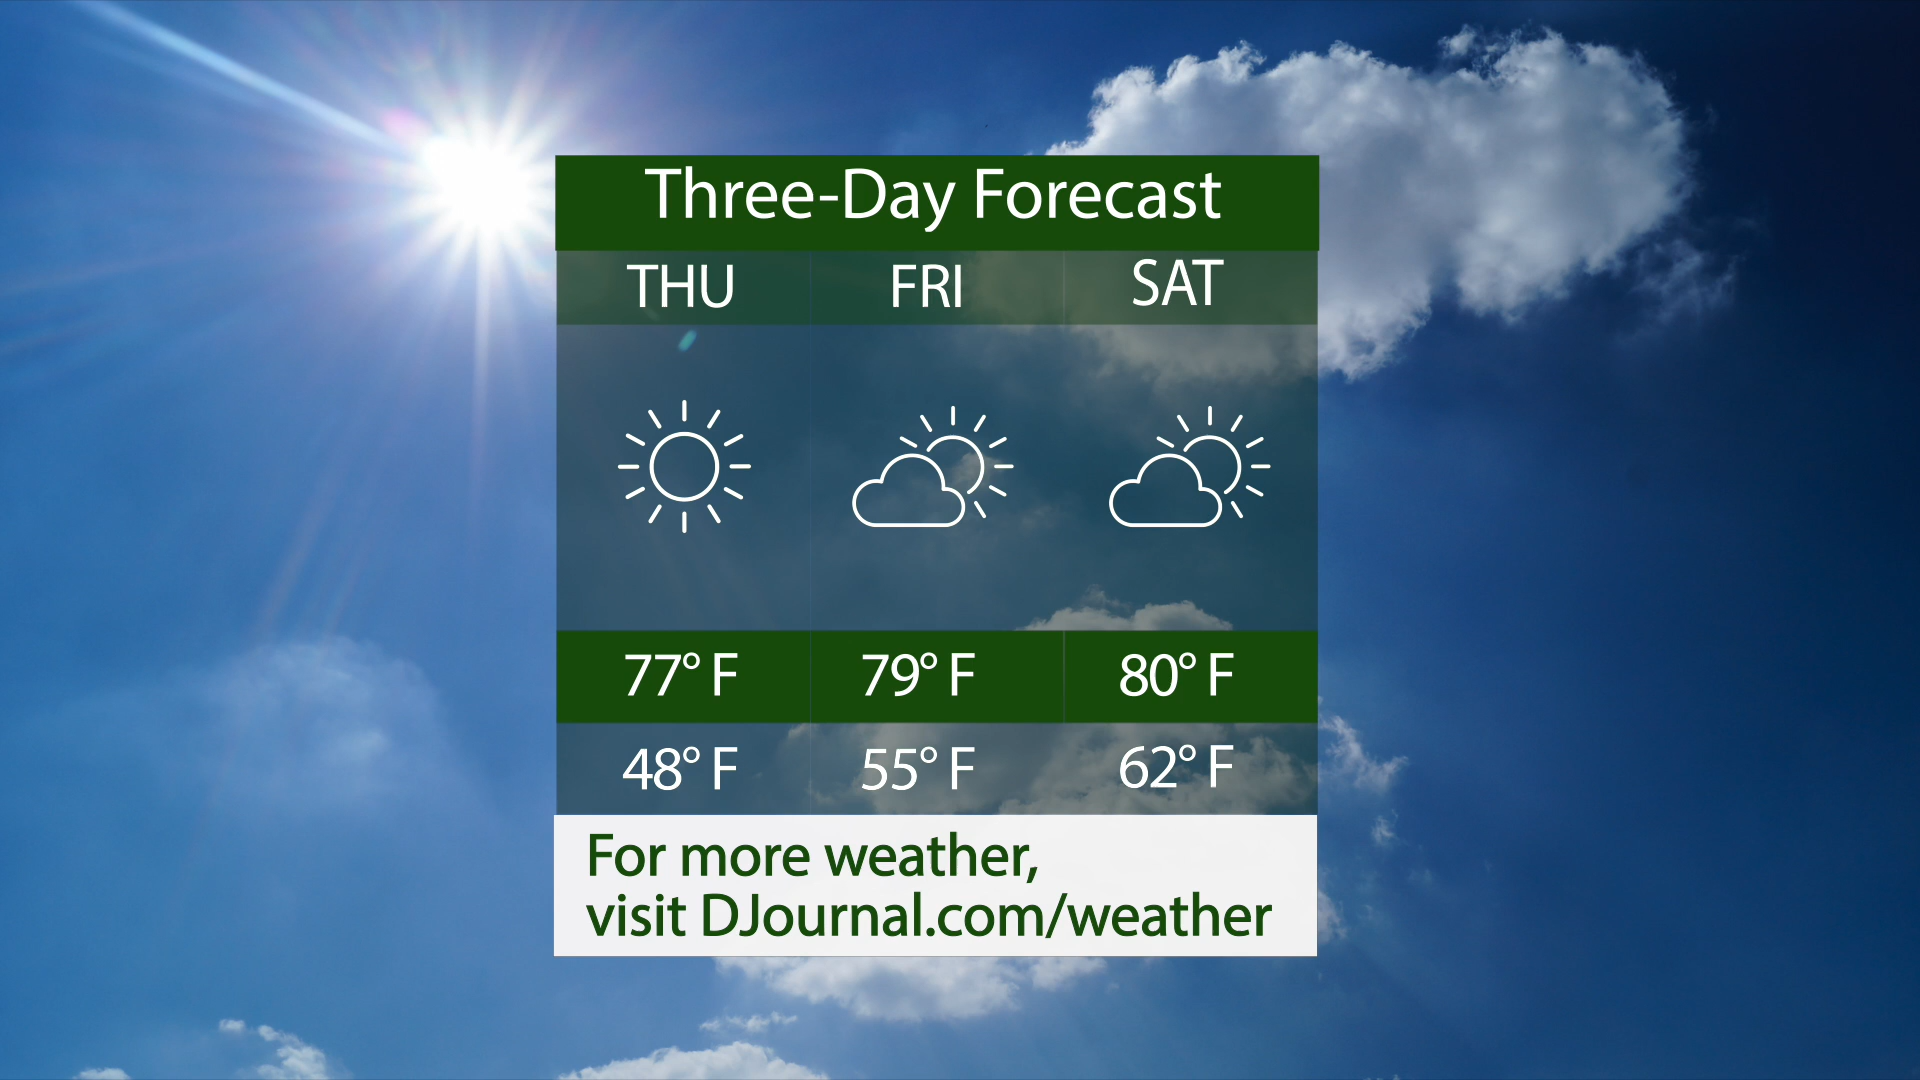 Three-Day Forecast
THU FRI SAT
77° F 79° F 80° F
48° F 55° F 62° F
For more weather,
visit DJournal.com/weather